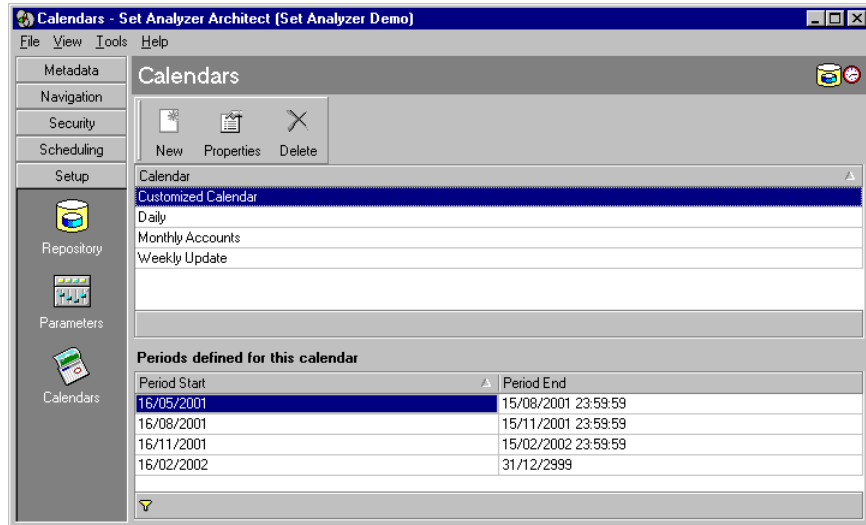 Calendars - Set Analyzer Architect (Set Analyzer Demo)
File View Tools Help
Metadata
Navigation
Security
Scheduling
Setup
Repository
Parameters
Calendars
Calendars
New Properties Delete
Calendar
Customized Calendar
Daily
Monthly Accounts
Weekly Update
Periods defined for this calendar
Period Start Period End
16/05/2001 15/08/2001 23:59:59
16/08/2001 15/11/2001 23:59:59
16/11/2001 15/02/2002 23:59:59
16/02/2002 31/12/2999